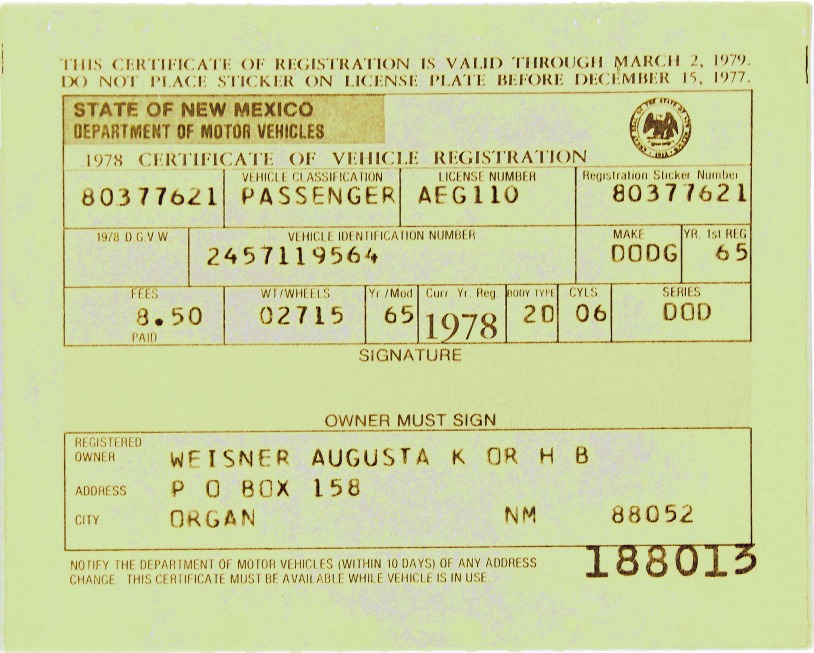 THIS CERTIFICATE OF REGISTRATION IS VALID THROUGH MARCH 2, 1979.
DO NOT PLACE STICKER ON LICENSE PLATE BEFORE DECEMBER 15, 1977.
STATE OF NEW MEXICO
DEPARTMENT OF MOTOR VEHICLES
1978 CERTIFICATE OF VEHICLE REGISTRATION
VEHICLE CLASSIFICATION LICENSE NUMBER Registration Sticker Number
80377621 PASSENGER AEG110 80377621
1978 D.G.V.W. VEHICLE IDENTIFICATION NUMBER MAKE YR. 1st REG
2457119564 DODG 65
FEES WT/WHEELS Yr./Mod Curr Yr. Reg. BODY TYPE CYLS SERIES
8.50 02715 65 1978 2D 06 DOD
PAID
SIGNATURE
OWNER MUST SIGN
REGISTERED
OWNER WEISNER AUGUSTA K OR H B
ADDRESS P O BOX 158
CITY ORGAN NM 88052
NOTIFY THE DEPARTMENT OF MOTOR VEHICLES (WITHIN 10 DAYS) OF ANY ADDRESS
CHANGE THIS CERTIFICATE MUST BE AVAILABLE WHILE VEHICLE IS IN USE.
188013